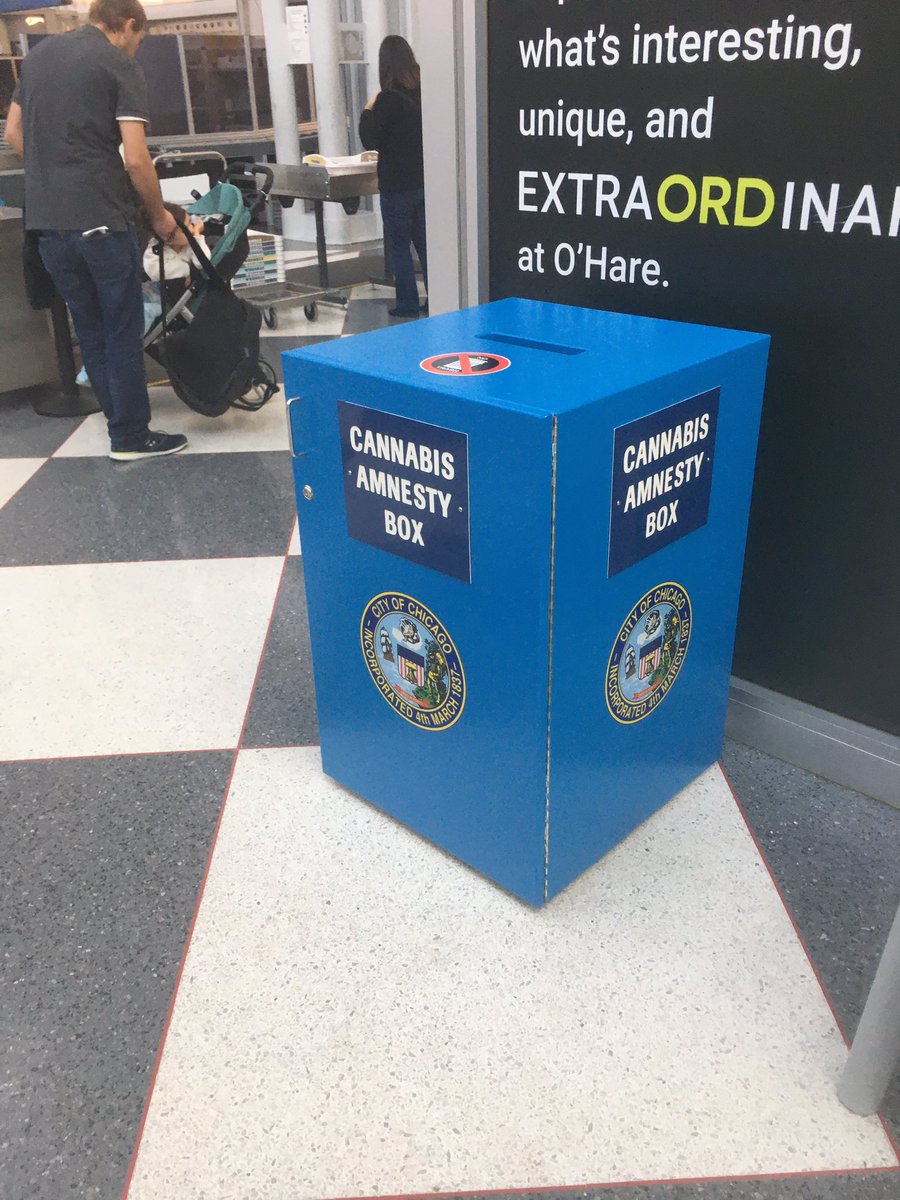 what's interesting,
unique, and
EXTRAORDINAR
at O'Hare.
CANNABIS
AMNESTY
BOX
CITY OF CHICAGO
INCORPORATED 4th MARCH 1837
CANNABIS
AMNESTY
BOX
CITY OF CHICAGO
INCORPORATED 4th MARCH 1837